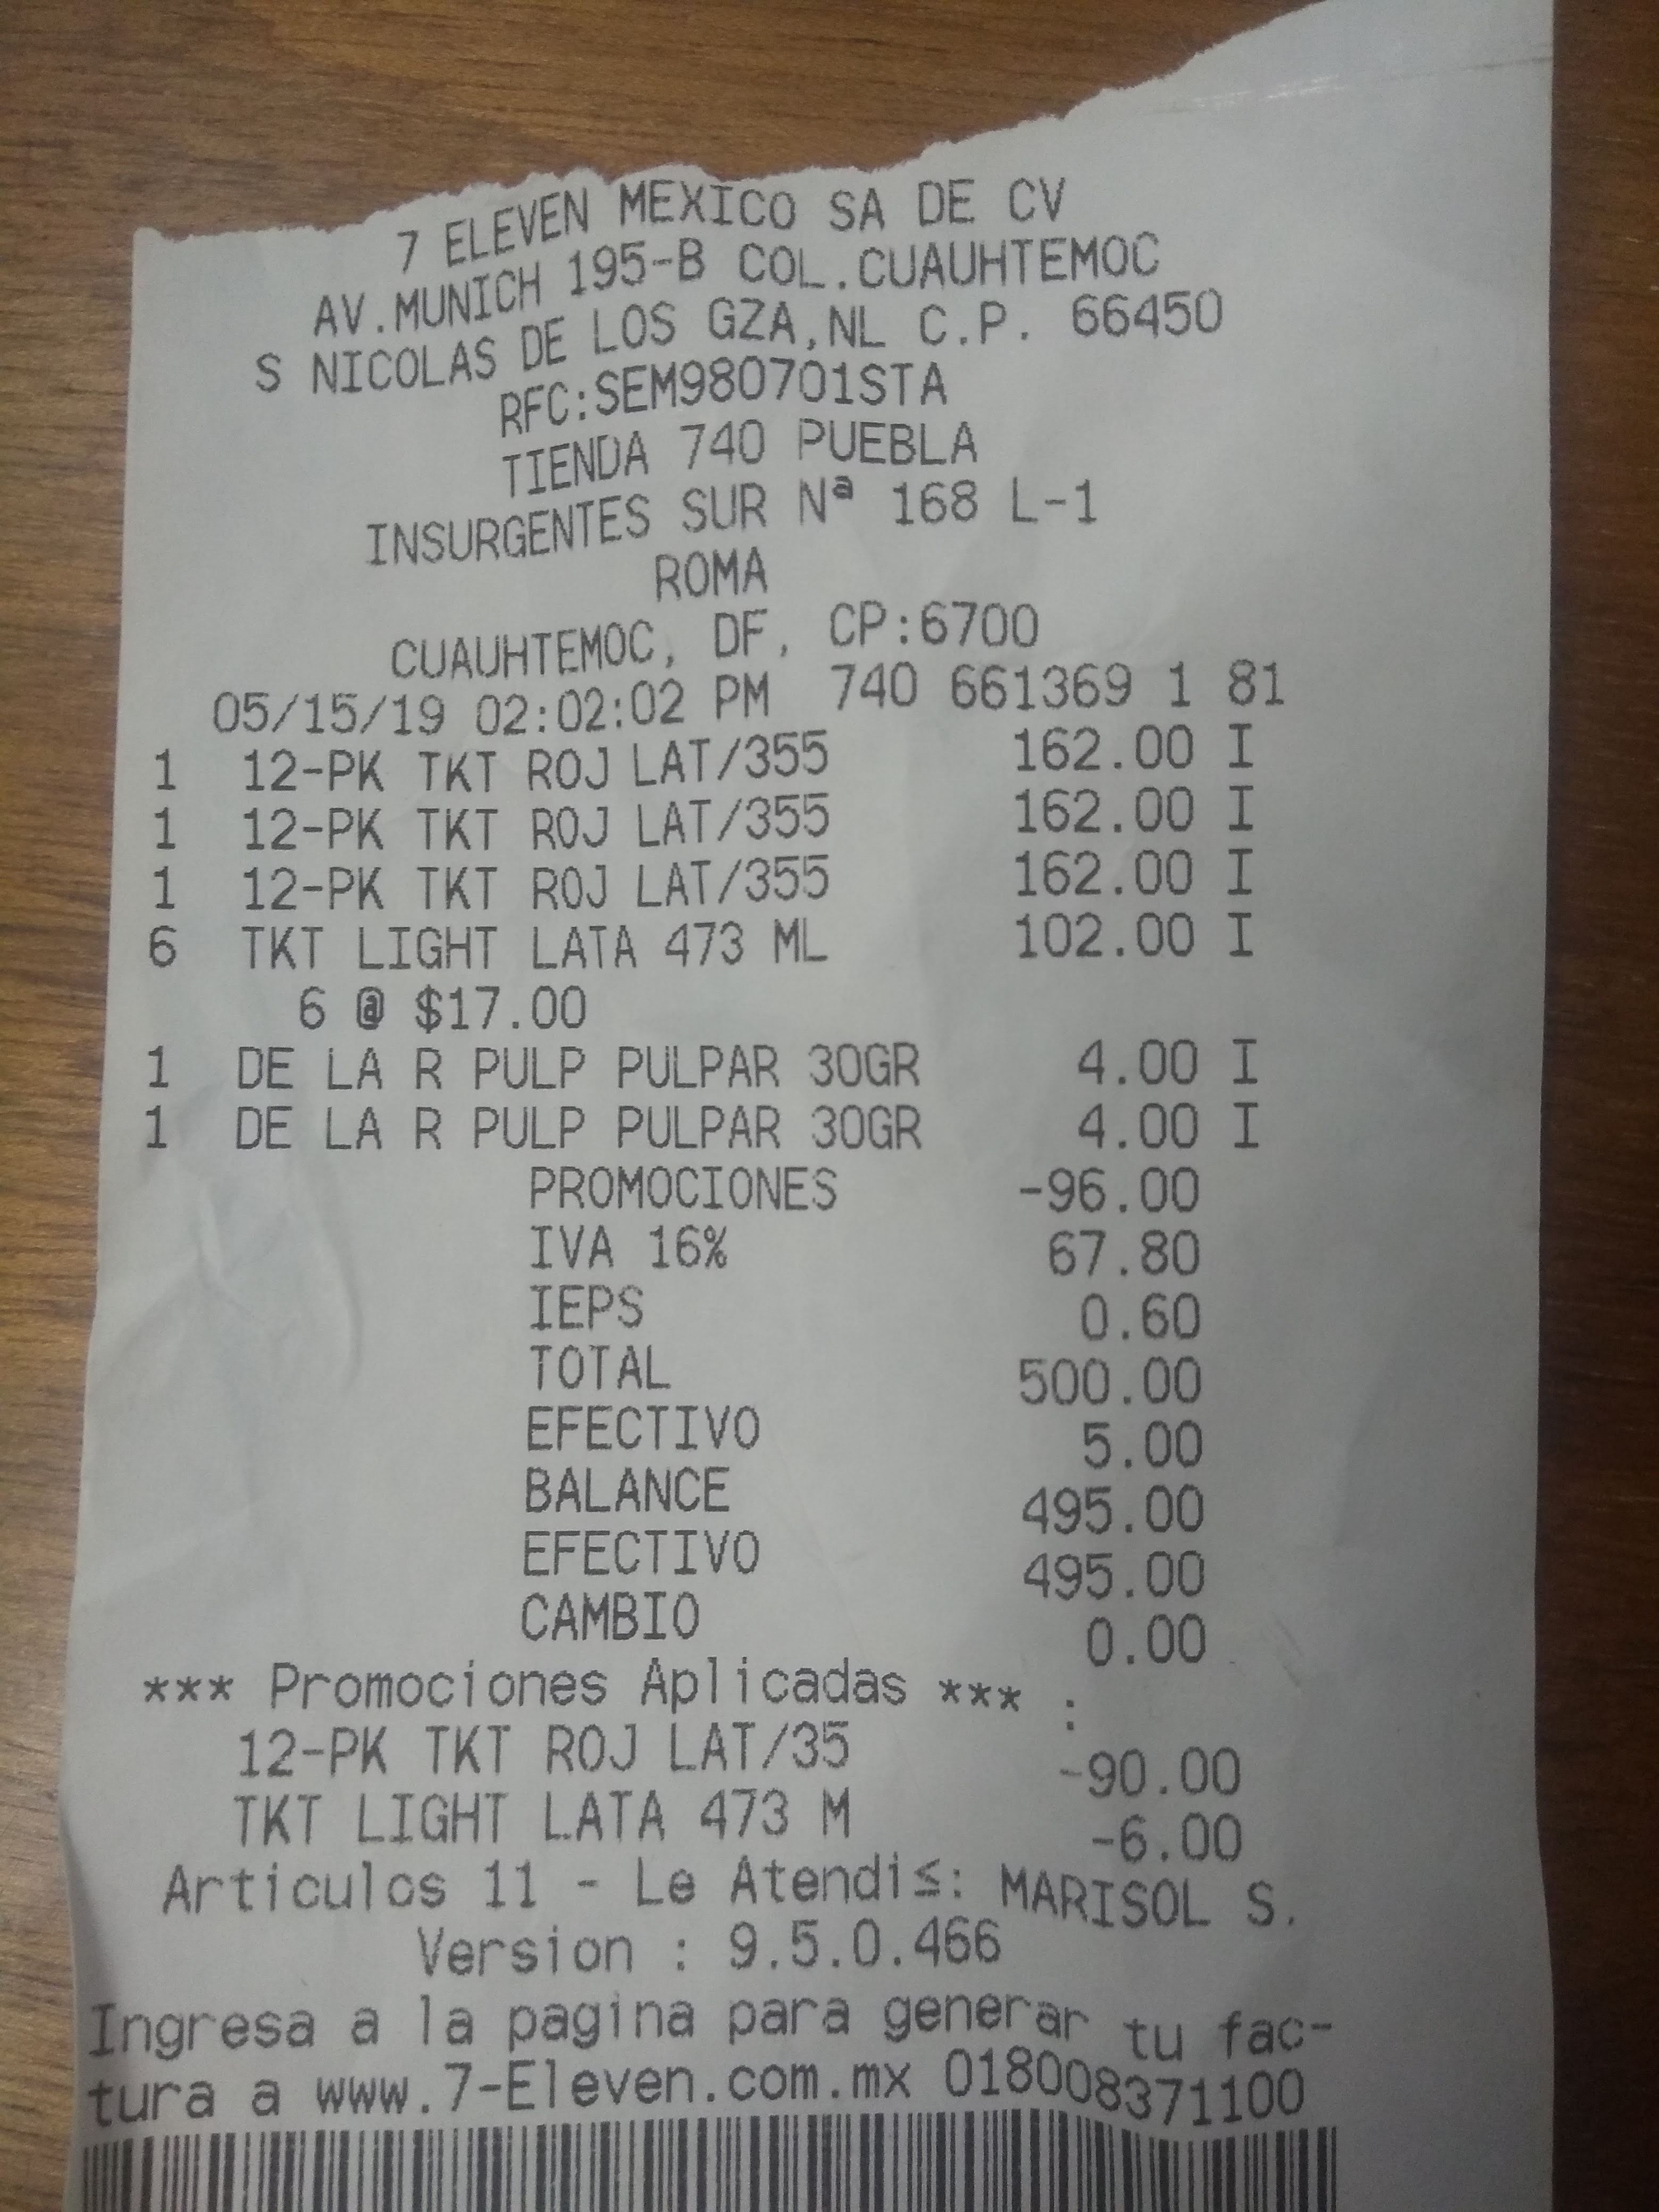 7 ELEVEN MEXICO SA DE CV
AV.MUNICH 195-B COL.CUAUHTEMOC
S NICOLAS DE LOS GZA,NL C.P. 66450
RFC:SEM980701STA
TIENDA 740 PUEBLA
INSURGENTES SUR Nª 168 L-1
ROMA
CUAUHTEMOC, DF, CP:6700
05/15/19 02:02:02 PM 740 661369 1 81
1 12-PK TKT ROJ LAT/355 162.00 I
1 12-PK TKT ROJ LAT/355 162.00 I
1 12-PK TKT ROJ LAT/355 162.00 I
6 TKT LIGHT LATA 473 ML 102.00 I
6 @ $17.00
1 DE LA R PULP PULPAR 30GR 4.00 I
1 DE LA R PULP PULPAR 30GR 4.00 I
PROMOCIONES -96.00
IVA 16% 67.80
IEPS 0.60
TOTAL 500.00
EFECTIVO 5.00
BALANCE 495.00
EFECTIVO 495.00
CAMBIO 0.00
*** Promociones Aplicadas *** :
12-PK TKT ROJ LAT/35 -90.00
TKT LIGHT LATA 473 M -6.00
Articulos 11 - Le Atendi≤: MARISOL S.
Version : 9.5.0.466
Ingresa a la pagina para generar tu fac-
tura a www.7-Eleven.com.mx 018008371100